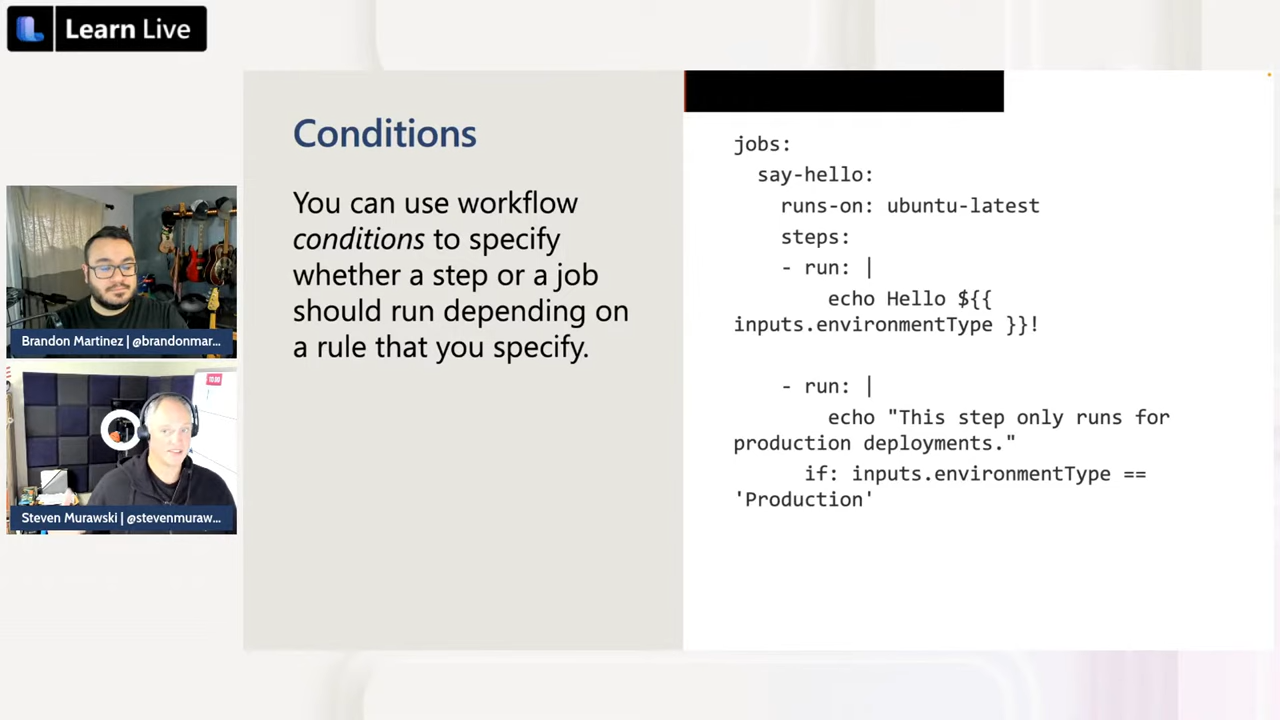 Learn Live
Conditions
You can use workflow
conditions to specify
whether a step or a job
should run depending on
a rule that you specify.
jobs:
say-hello:
runs-on: ubuntu-latest
steps:
- run: |
echo Hello ${{
inputs.environmentType }}!
- run: |
echo "This step only runs for
production deployments."
if: inputs.environmentType ==
'Production'
Brandon Martinez | @brandonmar...
Steven Murawski | @stevenmuraw...